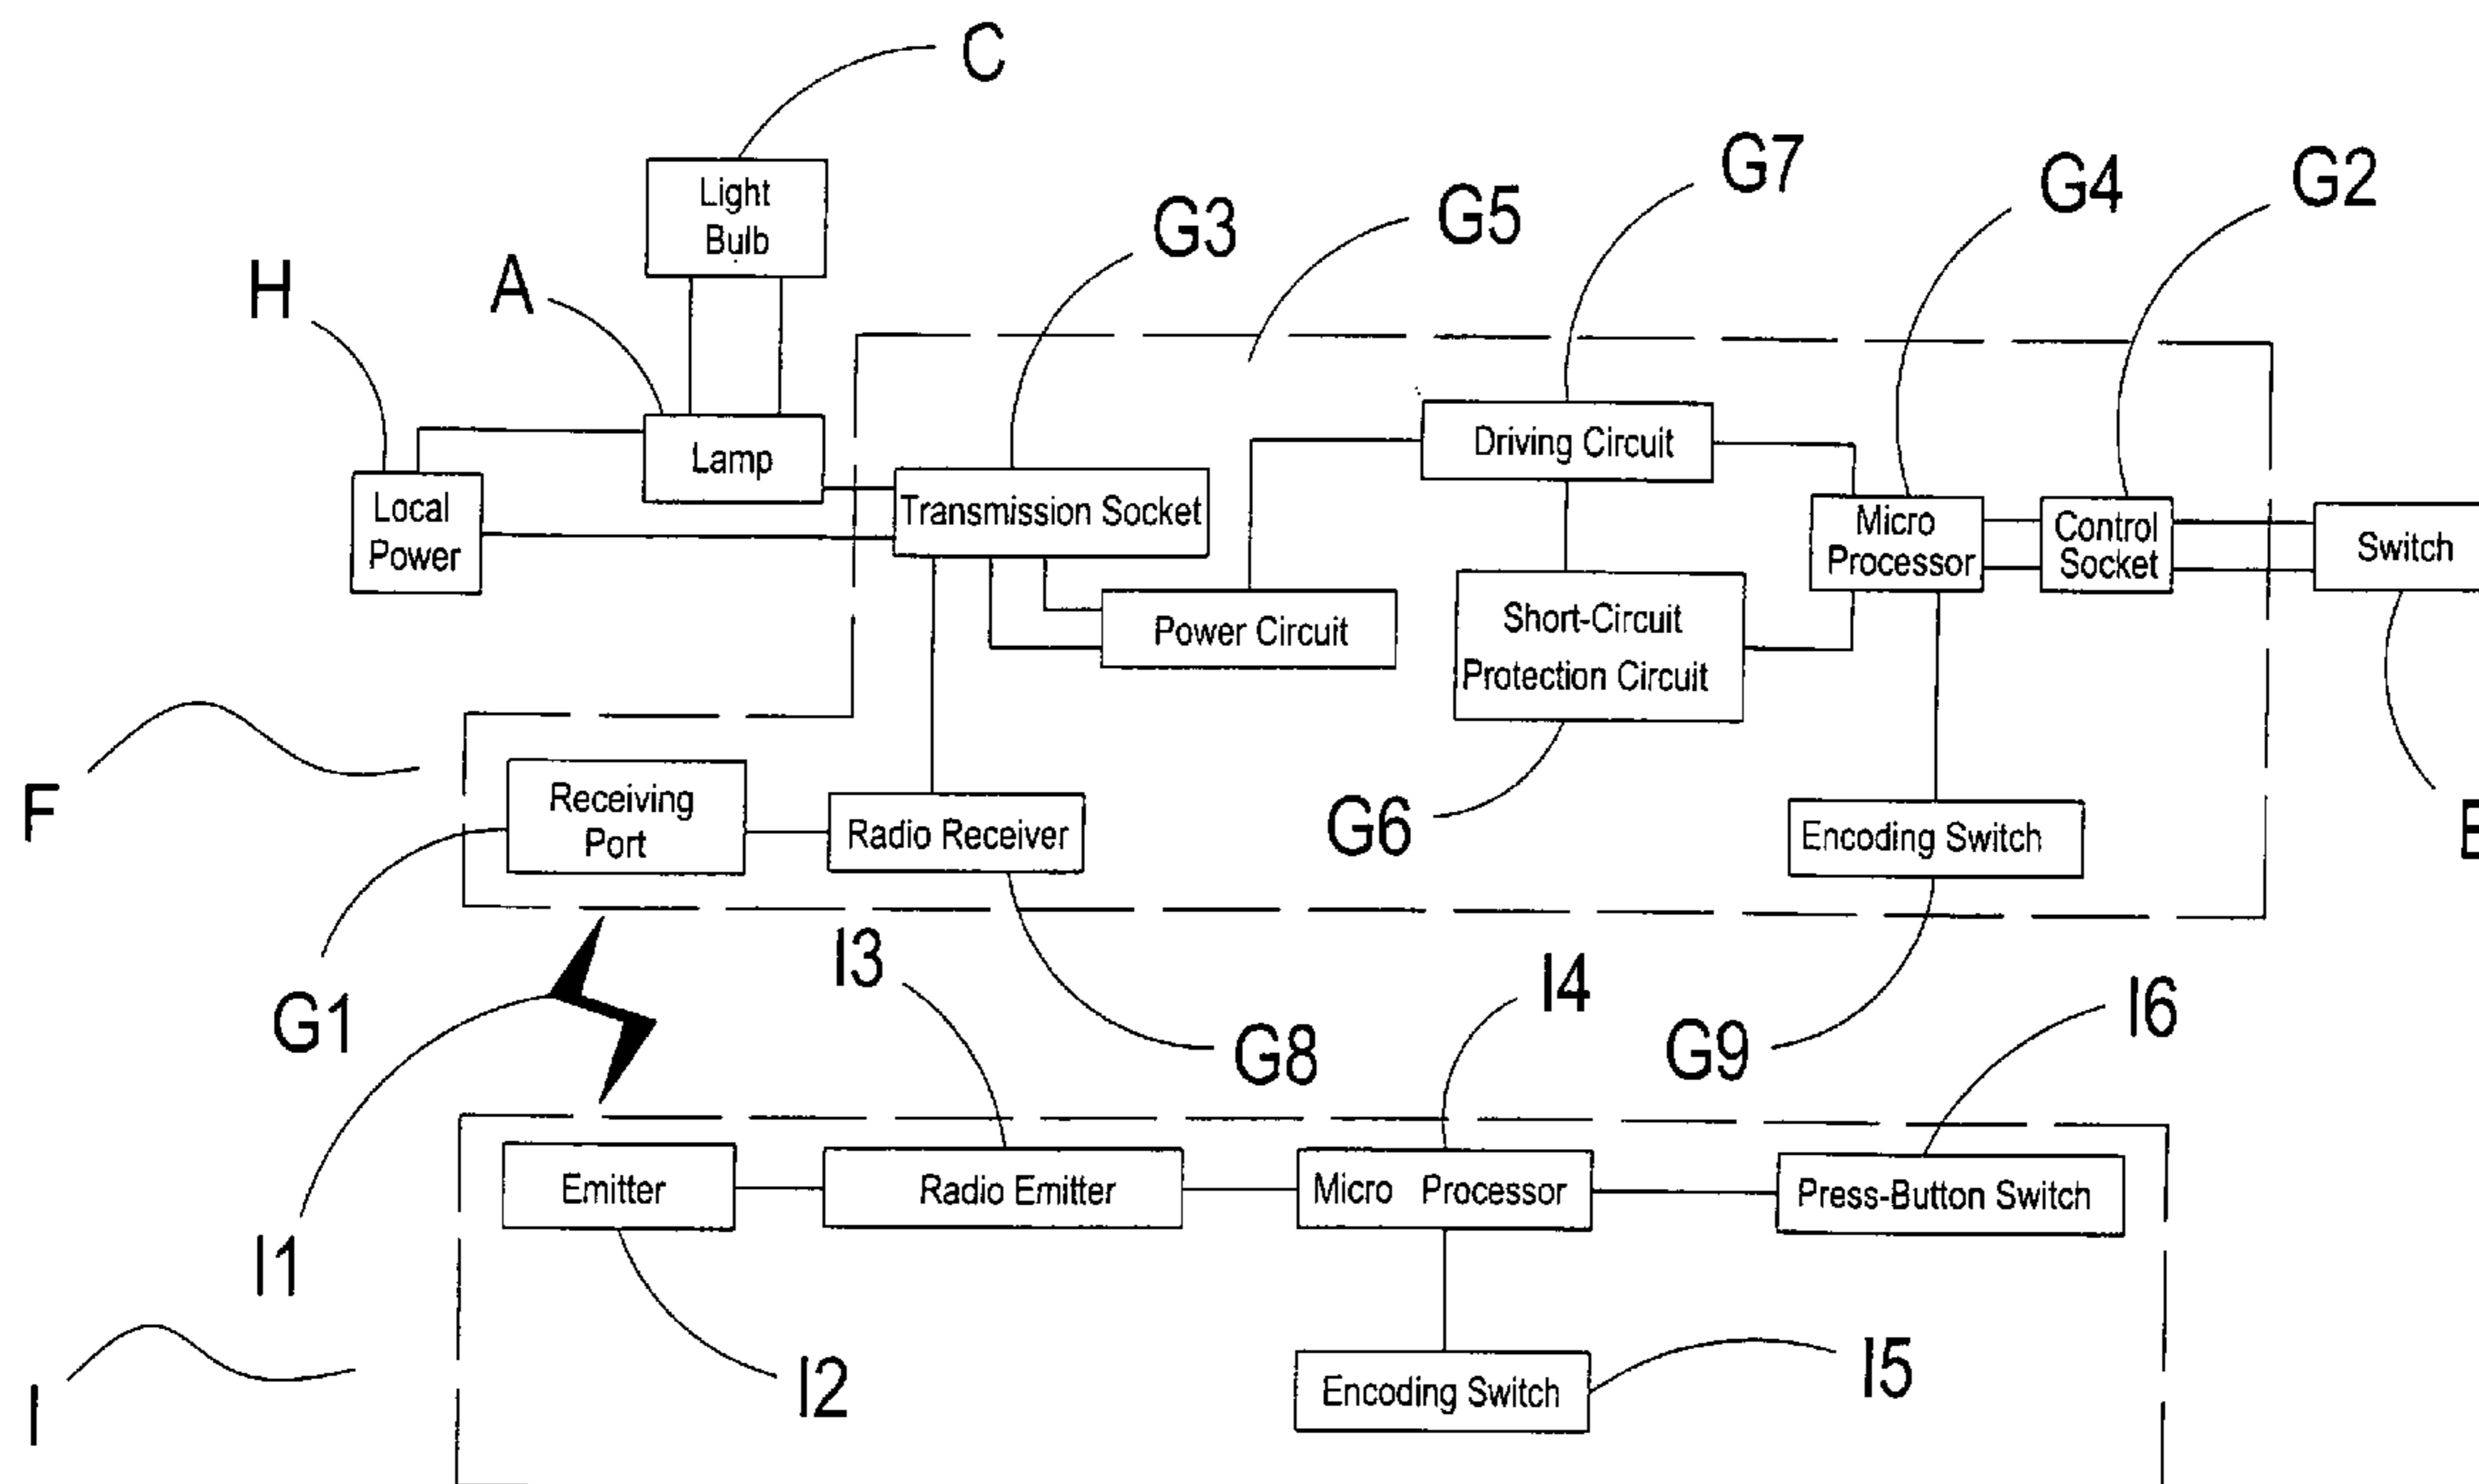 C
Light
Bulb
H
A
G3
G5
G7
G4
G2
Lamp
Local
Power
Transmission Socket
Driving Circuit
Micro
Processor
Control
Socket
Switch
Power Circuit
Short-Circuit
Protection Circuit
F
Receiving
Port
Radio Receiver
G6
Encoding Switch
G1
I3
G8
I4
G9
I6
I1
Emitter
Radio Emitter
Micro Processor
Press-Button Switch
I
I2
Encoding Switch
I5